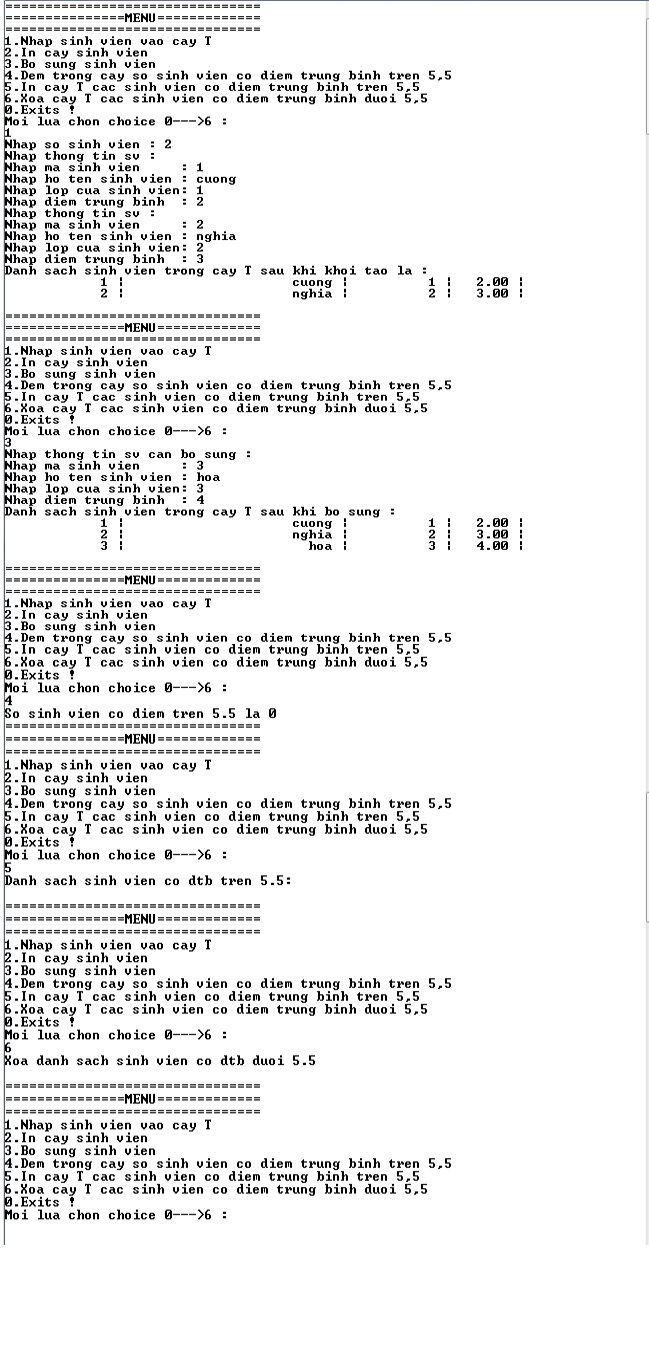 =================================
===============MENU=============
=================================
1.Nhap sinh vien vao cay T
2.In cay sinh vien
3.Bo sung sinh vien
4.Dem trong cay so sinh vien co diem trung binh tren 5,5
5.In cay T cac sinh vien co diem trung binh tren 5,5
6.Xoa cay T cac sinh vien co diem trung binh duoi 5,5
0.Exits !
Moi lua chon choice 0--->6 :
1
Nhap so sinh vien : 2
Nhap thong tin sv :
Nhap ma sinh vien     : 1
Nhap ho ten sinh vien : cuong
Nhap lop cua sinh vien: 1
Nhap diem trung binh  : 2
Nhap thong tin sv :
Nhap ma sinh vien     : 2
Nhap ho ten sinh vien : nghia
Nhap lop cua sinh vien: 2
Nhap diem trung binh  : 3
Danh sach sinh vien trong cay T sau khi khoi tao la :
1 | cuong | 1 | 2.00 |
2 | nghia | 2 | 3.00 |
=================================
===============MENU=============
=================================
1.Nhap sinh vien vao cay T
2.In cay sinh vien
3.Bo sung sinh vien
4.Dem trong cay so sinh vien co diem trung binh tren 5,5
5.In cay T cac sinh vien co diem trung binh tren 5,5
6.Xoa cay T cac sinh vien co diem trung binh duoi 5,5
0.Exits !
Moi lua chon choice 0--->6 :
3
Nhap thong tin sv can bo sung :
Nhap ma sinh vien     : 3
Nhap ho ten sinh vien : hoa
Nhap lop cua sinh vien: 3
Nhap diem trung binh  : 4
Danh sach sinh vien trong cay T sau khi bo sung :
1 | cuong | 1 | 2.00 |
2 | nghia | 2 | 3.00 |
3 | hoa | 3 | 4.00 |
=================================
===============MENU=============
=================================
1.Nhap sinh vien vao cay T
2.In cay sinh vien
3.Bo sung sinh vien
4.Dem trong cay so sinh vien co diem trung binh tren 5,5
5.In cay T cac sinh vien co diem trung binh tren 5,5
6.Xoa cay T cac sinh vien co diem trung binh duoi 5,5
0.Exits !
Moi lua chon choice 0--->6 :
4
So sinh vien co diem tren 5.5 la 0
=================================
===============MENU=============
=================================
1.Nhap sinh vien vao cay T
2.In cay sinh vien
3.Bo sung sinh vien
4.Dem trong cay so sinh vien co diem trung binh tren 5,5
5.In cay T cac sinh vien co diem trung binh tren 5,5
6.Xoa cay T cac sinh vien co diem trung binh duoi 5,5
0.Exits !
Moi lua chon choice 0--->6 :
5
Danh sach sinh vien co dtb tren 5.5:
=================================
===============MENU=============
=================================
1.Nhap sinh vien vao cay T
2.In cay sinh vien
3.Bo sung sinh vien
4.Dem trong cay so sinh vien co diem trung binh tren 5,5
5.In cay T cac sinh vien co diem trung binh tren 5,5
6.Xoa cay T cac sinh vien co diem trung binh duoi 5,5
0.Exits !
Moi lua chon choice 0--->6 :
6
Xoa danh sach sinh vien co dtb duoi 5.5
=================================
===============MENU=============
=================================
1.Nhap sinh vien vao cay T
2.In cay sinh vien
3.Bo sung sinh vien
4.Dem trong cay so sinh vien co diem trung binh tren 5,5
5.In cay T cac sinh vien co diem trung binh tren 5,5
6.Xoa cay T cac sinh vien co diem trung binh duoi 5,5
0.Exits !
Moi lua chon choice 0--->6 :